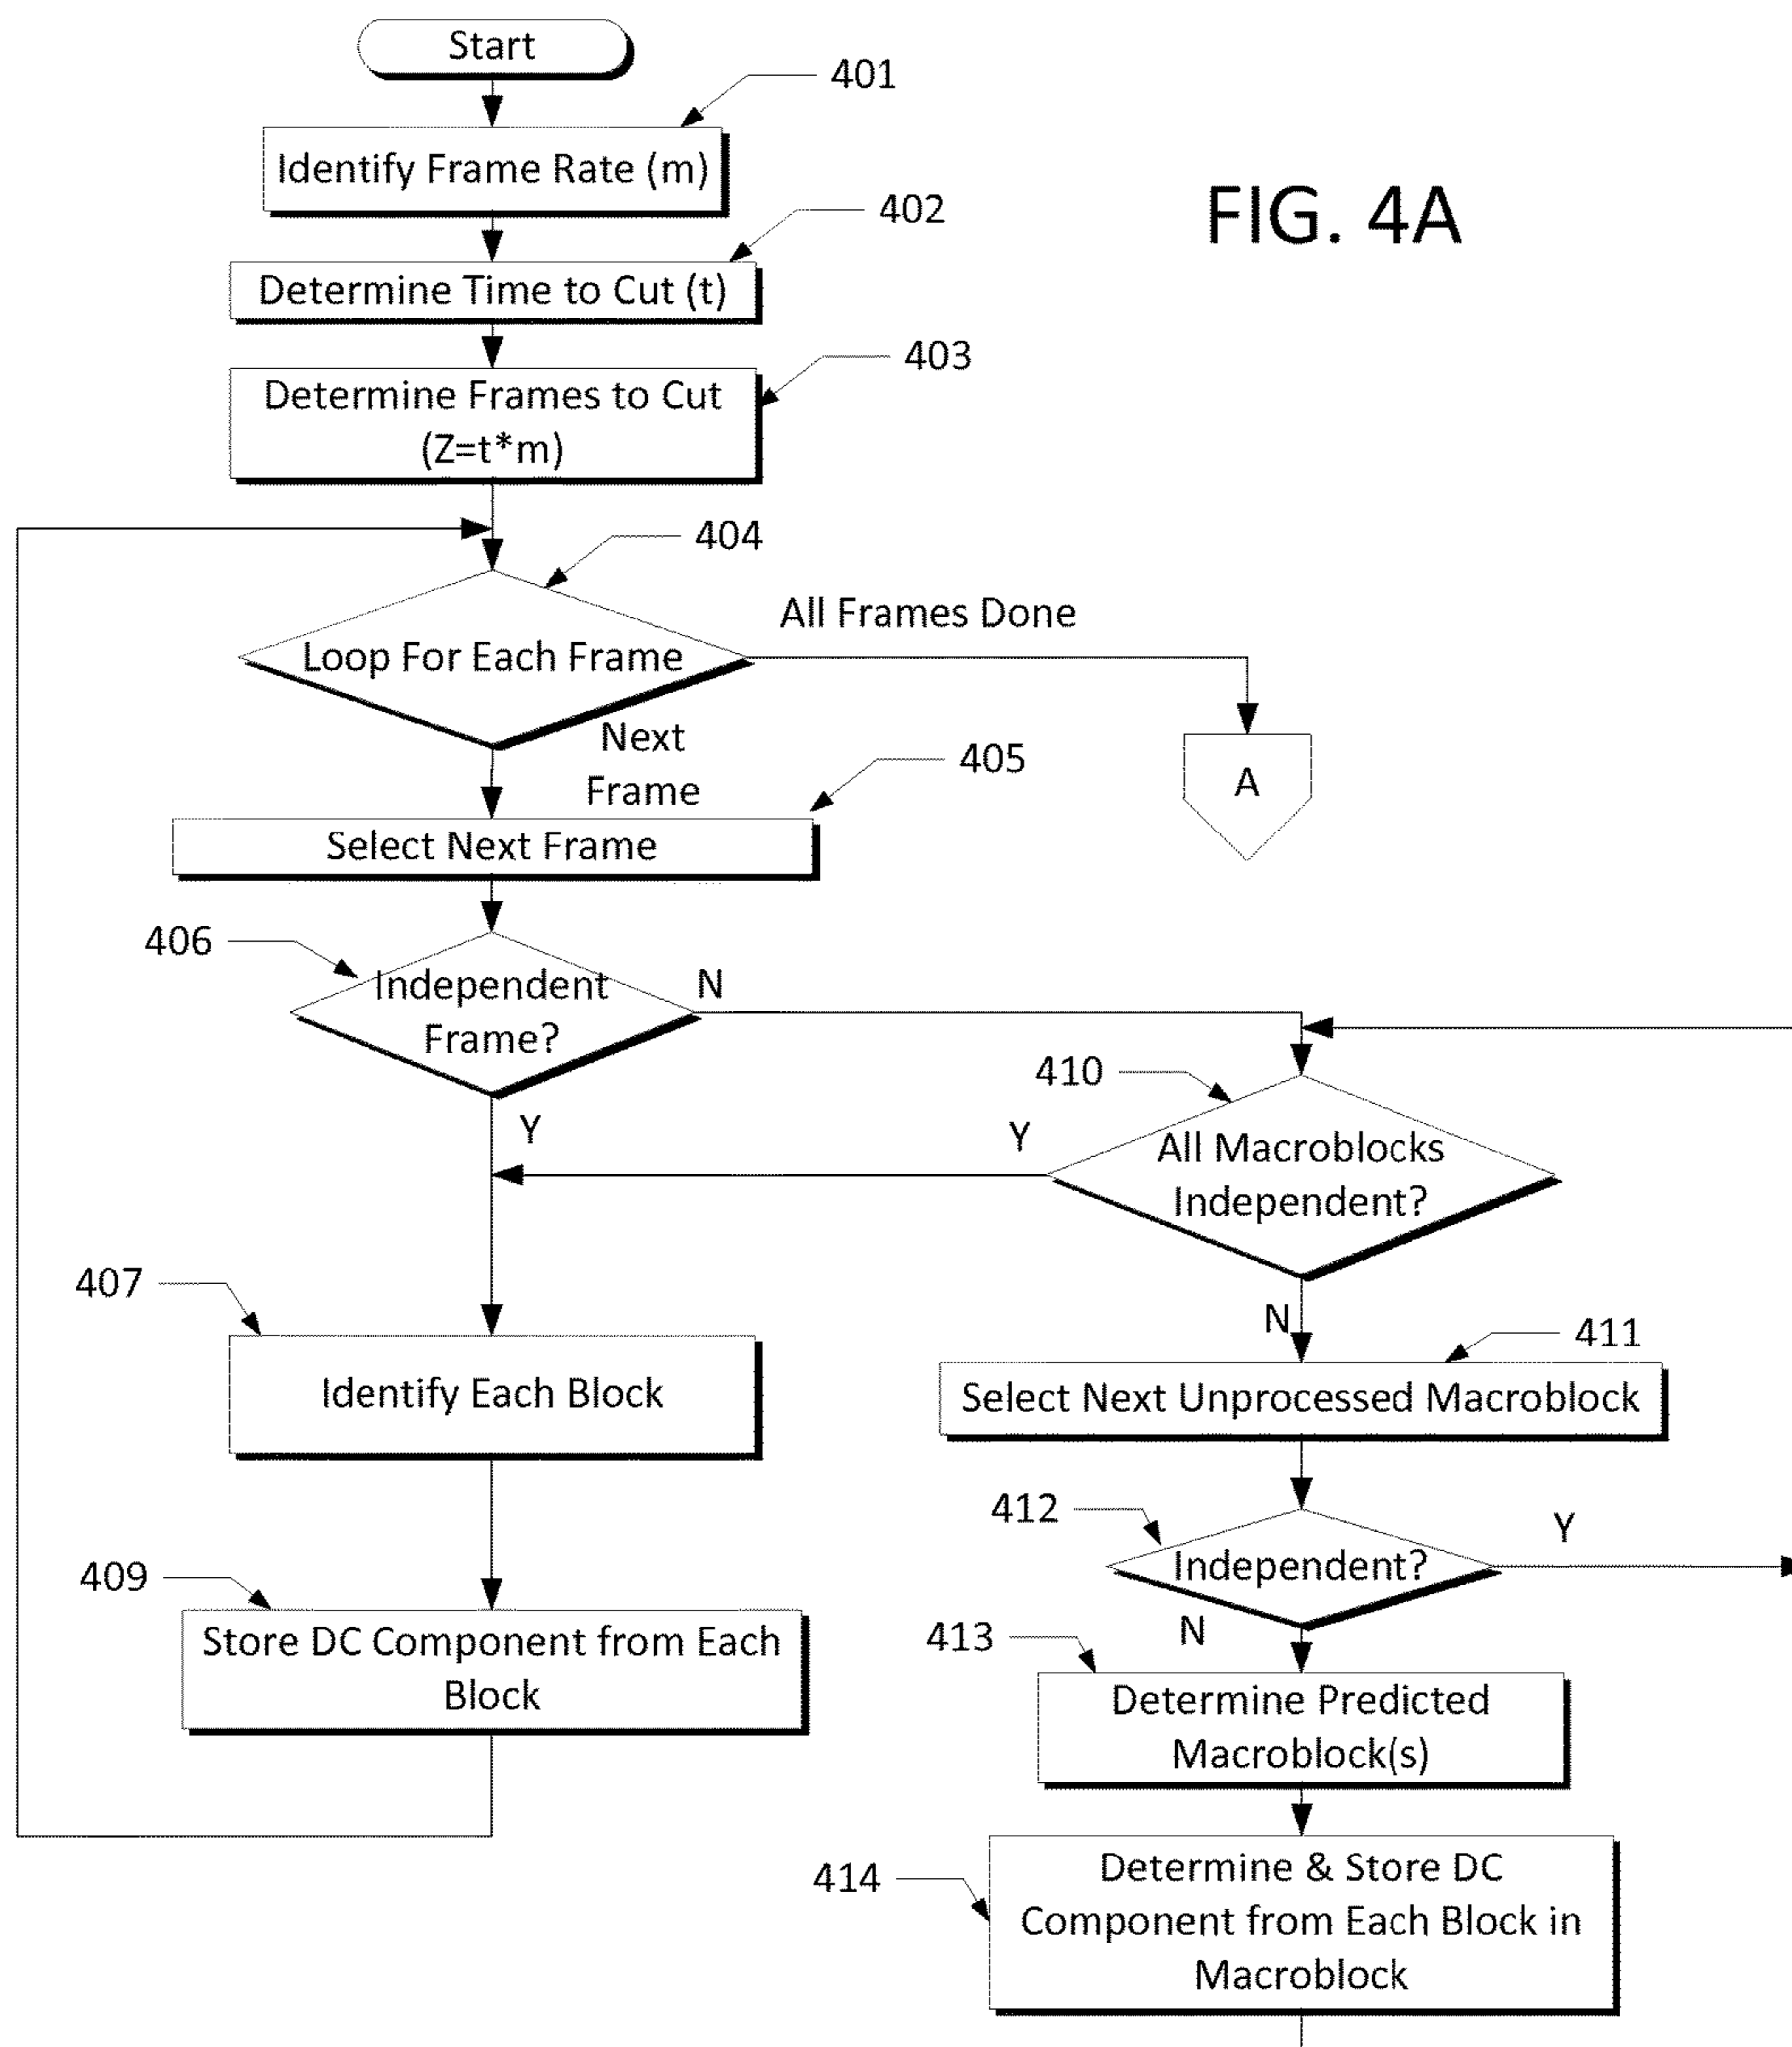 Start
401
Identify Frame Rate (m)
FIG. 4A
402
Determine Time to Cut (t)
403
Determine Frames to Cut
(Z=t*m)
404
All Frames Done
Loop For Each Frame
Next
Frame
405
A
Select Next Frame
406
Independent
Frame?
N
410
Y
Y
All Macroblocks
Independent?
407
N
411
Identify Each Block
Select Next Unprocessed Macroblock
412
Y
Independent?
409
N
413
Store DC Component from Each
Block
Determine Predicted
Macroblock(s)
414
Determine & Store DC
Component from Each Block in
Macroblock